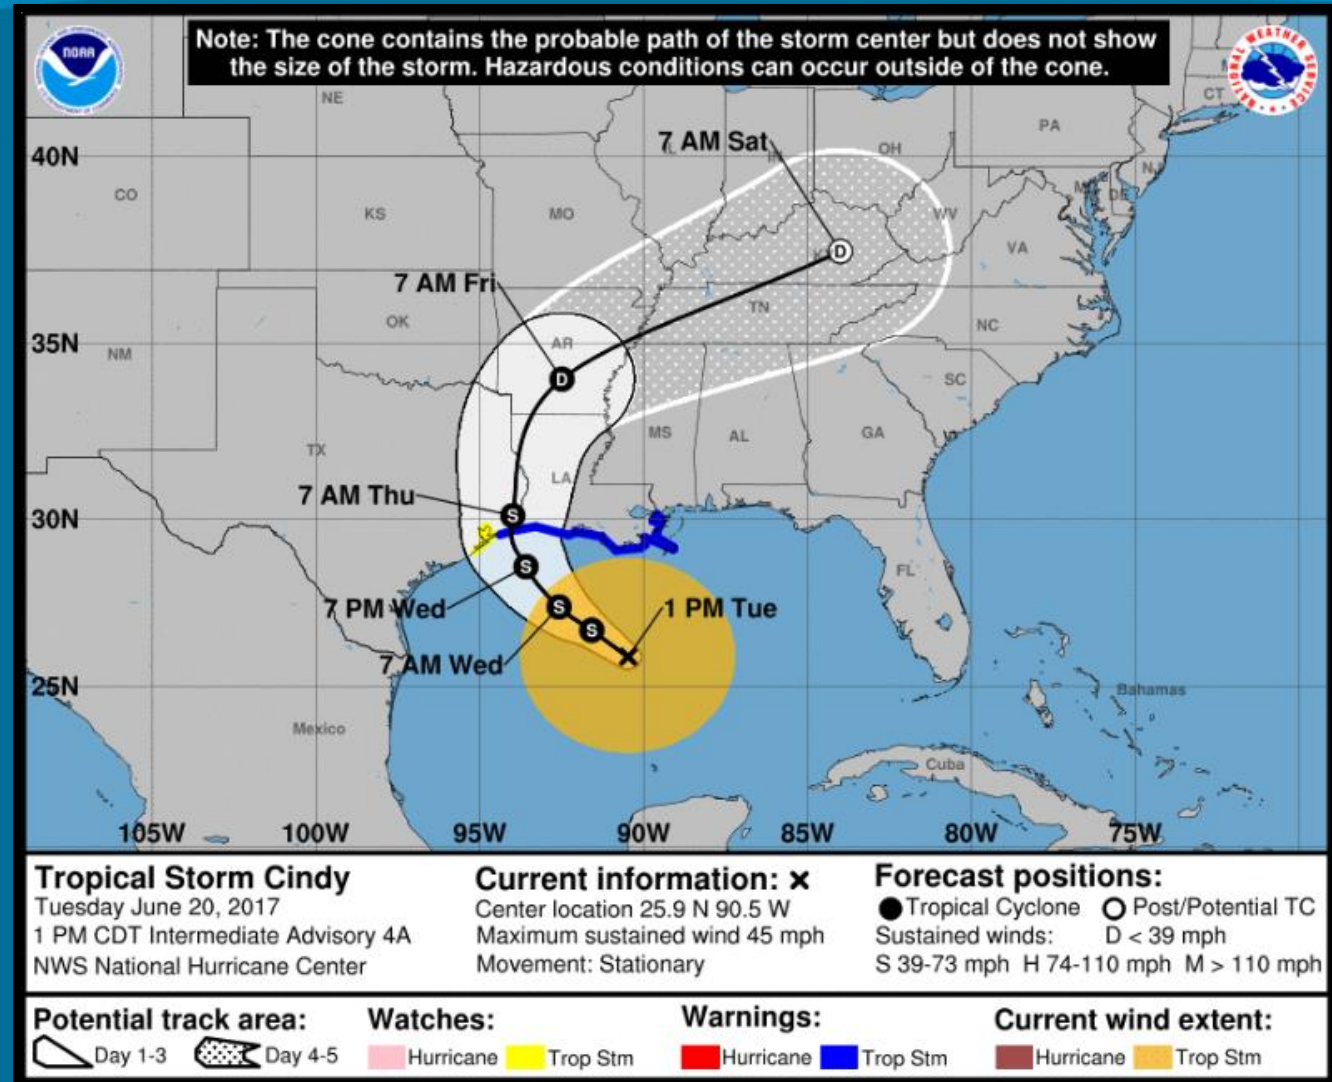 Note: The cone contains the probable path of the storm center but does not show
the size of the storm. Hazardous conditions can occur outside of the cone.
NOAA
NATIONAL WEATHER SERVICE
NE
CT
PA
7 AM Sat
OH
40N
CO
KS
MO
WV
NJ
DE
VA
KY
7 AM Fri
OK
TN
NC
35N
NM
AR
SC
TX
MS
AL
GA
LA
7 AM Thu
30N
FL
7 PM Wed
1 PM Tue
7 AM Wed
25N
Bahamas
Mexico
Cuba
D
D
S
S
S
S
105W 100W 95W 90W 85W 80W 75W
Tropical Storm Cindy
Tuesday June 20, 2017
1 PM CDT Intermediate Advisory 4A
NWS National Hurricane Center
Current information: x
Center location 25.9 N 90.5 W
Maximum sustained wind 45 mph
Movement: Stationary
Forecast positions:
Tropical Cyclone Post/Potential TC
Sustained winds: D < 39 mph
S 39-73 mph H 74-110 mph M > 110 mph
Potential track area:
Day 1-3 Day 4-5
Watches:
Hurricane Trop Stm
Warnings:
Hurricane Trop Stm
Current wind extent:
Hurricane Trop Stm